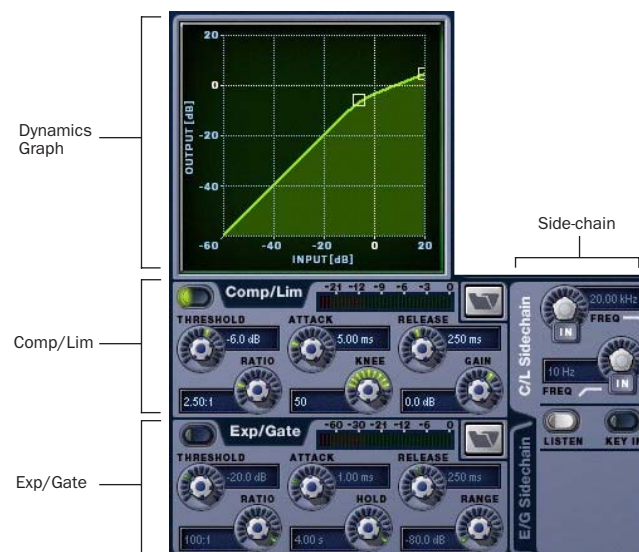 Dynamics
Graph
OUTPUT [dB]
20
0
-20
-40
-60
-40
-20
0
20
INPUT[dB]
Side-chain
Comp/Lim
Comp/Lim
-21 -12 -9 -6 -3 0
THRESHOLD
ATTACK
RELEASE
-6.0 dB
5.00 ms
250 ms
RATIO
KNEE
GAIN
2.50:1
50
0.0 dB
C/L Sidechain
20.00 kHz
FREQ
IN
10 Hz
FREQ
IN
LISTEN
KEY IN
Exp/Gate
Exp/Gate
-60 -30 -21 -12 -6 0
THRESHOLD
ATTACK
RELEASE
-20.0 dB
1.00 ms
250 ms
RATIO
HOLD
RANGE
100:1
4.00 s
-80.0 dB
E/G Sidechain